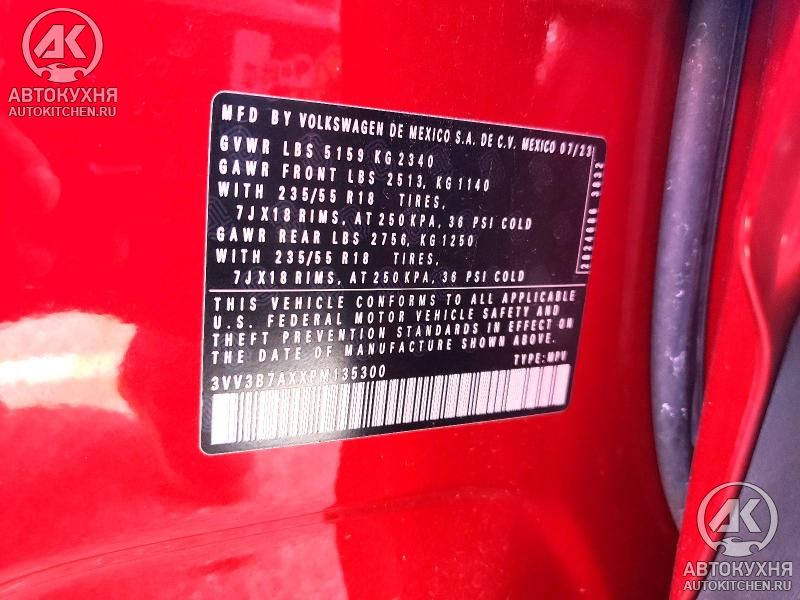 AK
АВТОКУХНЯ
AUTOKITCHEN.RU
MFD BY VOLKSWAGEN DE MEXICO S.A. DE C.V. MEXICO 07/23
GVWR LBS 5159 KG 2340
GAWR FRONT LBS 2513, KG 1140
WITH 235/55 R18 TIRES,
7JX18 RIMS, AT 250 KPA, 36 PSI COLD
GAWR REAR LBS 2756, KG 1250
WITH 235/55 R18 TIRES,
7JX18 RIMS, AT 250 KPA, 36 PSI COLD
THIS VEHICLE CONFORMS TO ALL APPLICABLE
U.S. FEDERAL MOTOR VEHICLE SAFETY AND
THEFT PREVENTION STANDARDS IN EFFECT ON
THE DATE OF MANUFACTURE SHOWN ABOVE.
3VV3B7AXXPM135300 TYPE: MPV
AK
АВТОКУХНЯ
AUTOKITCHEN.RU